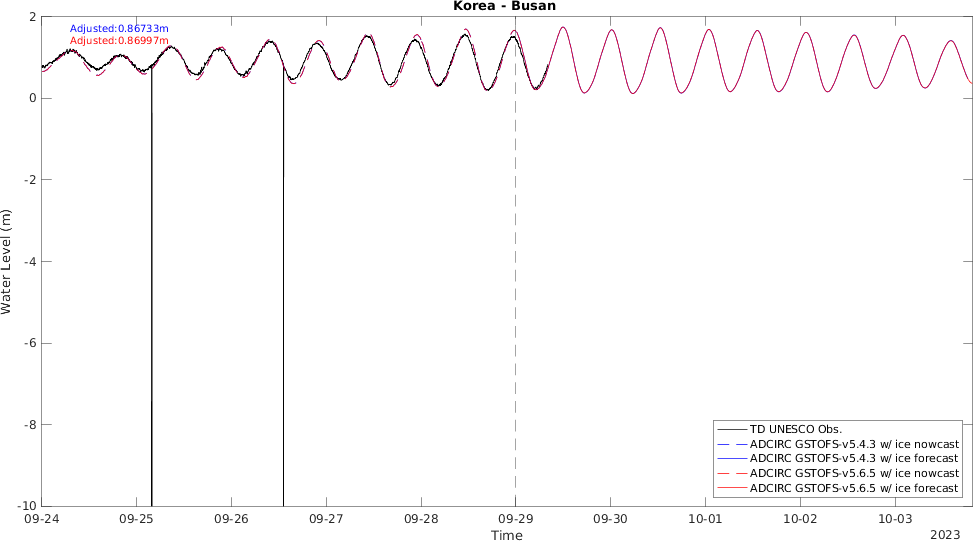 Korea - Busan
Adjusted:0.86733m
Adjusted:0.86997m
Water Level (m)
2
0
-2
-4
-6
-8
-10
TD UNESCO Obs.
ADCIRC GSTOFS-v5.4.3 w/ ice nowcast
ADCIRC GSTOFS-v5.4.3 w/ ice forecast
ADCIRC GSTOFS-v5.6.5 w/ ice nowcast
ADCIRC GSTOFS-v5.6.5 w/ ice forecast
09-24 09-25 09-26 09-27 09-28 09-29 09-30 10-01 10-02 10-03
Time
2023